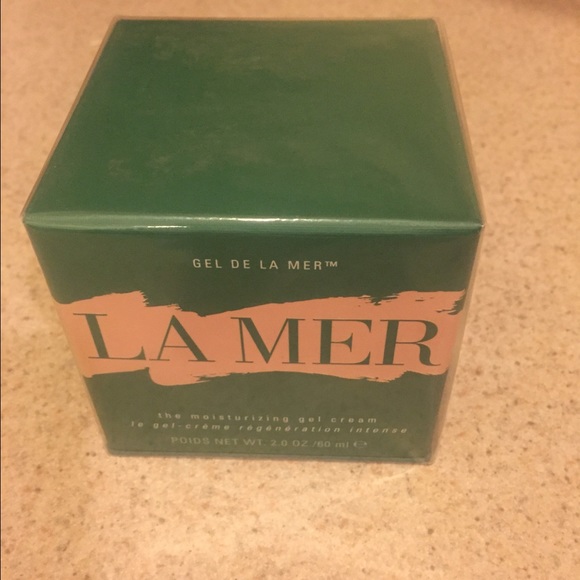 GEL DE LA MER™
LA MER
the moisturizing gel cream
le gel-crème régénération intense
POIDS NET WT. 2.0 OZ /60 ml ℮